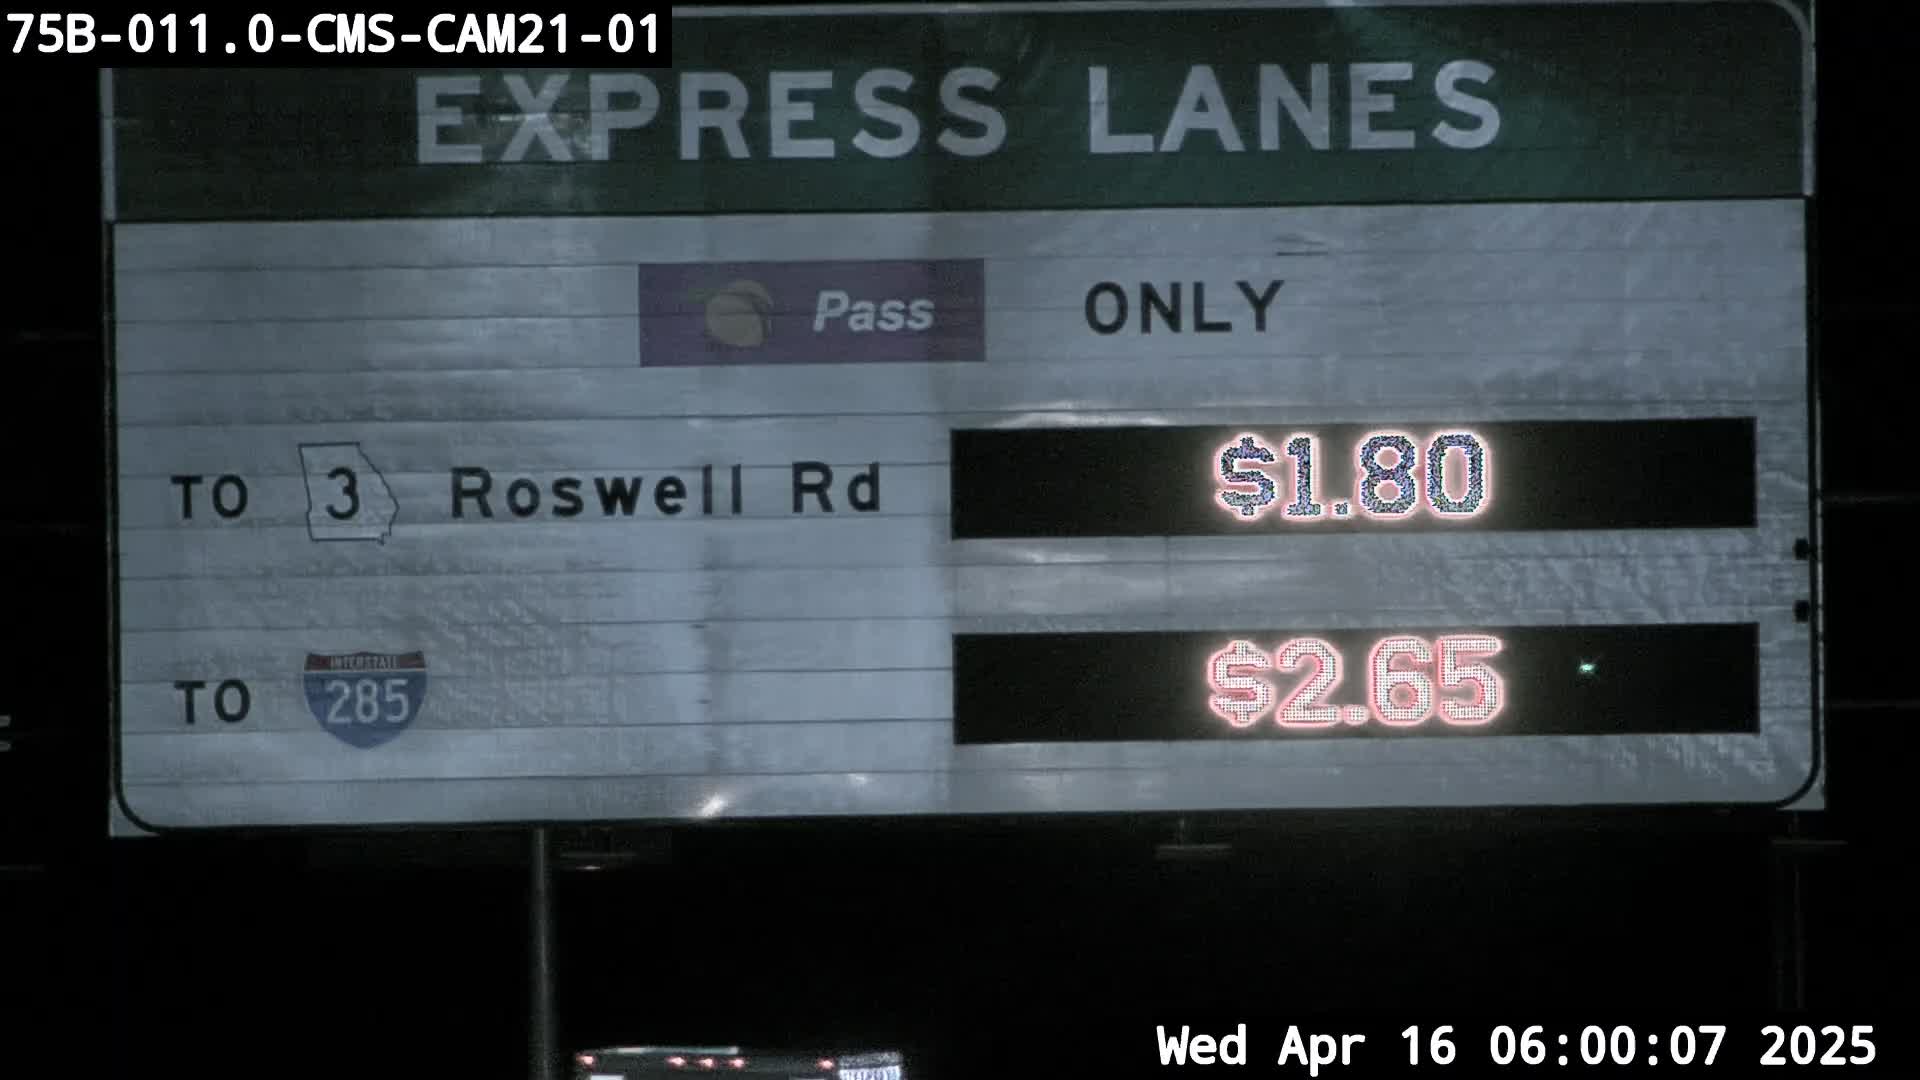 75B-011.0-CMS-CAM21-01
EXPRESS LANES
Pass ONLY
TO 3 Roswell Rd $1.80
INTERSTATE
TO 285 $2.65
Wed Apr 16 06:00:07 2025